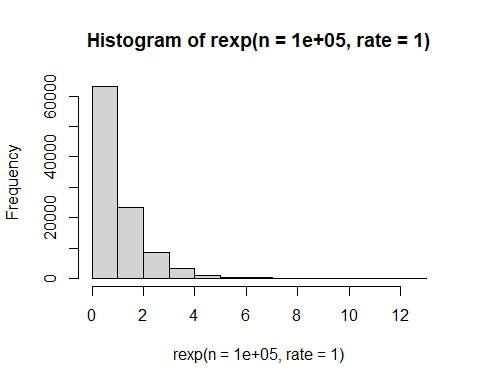 Histogram of rexp(n = 1e+05, rate = 1)
Frequency
60000
40000
20000
0
0 2 4 6 8 10 12
rexp(n = 1e+05, rate = 1)